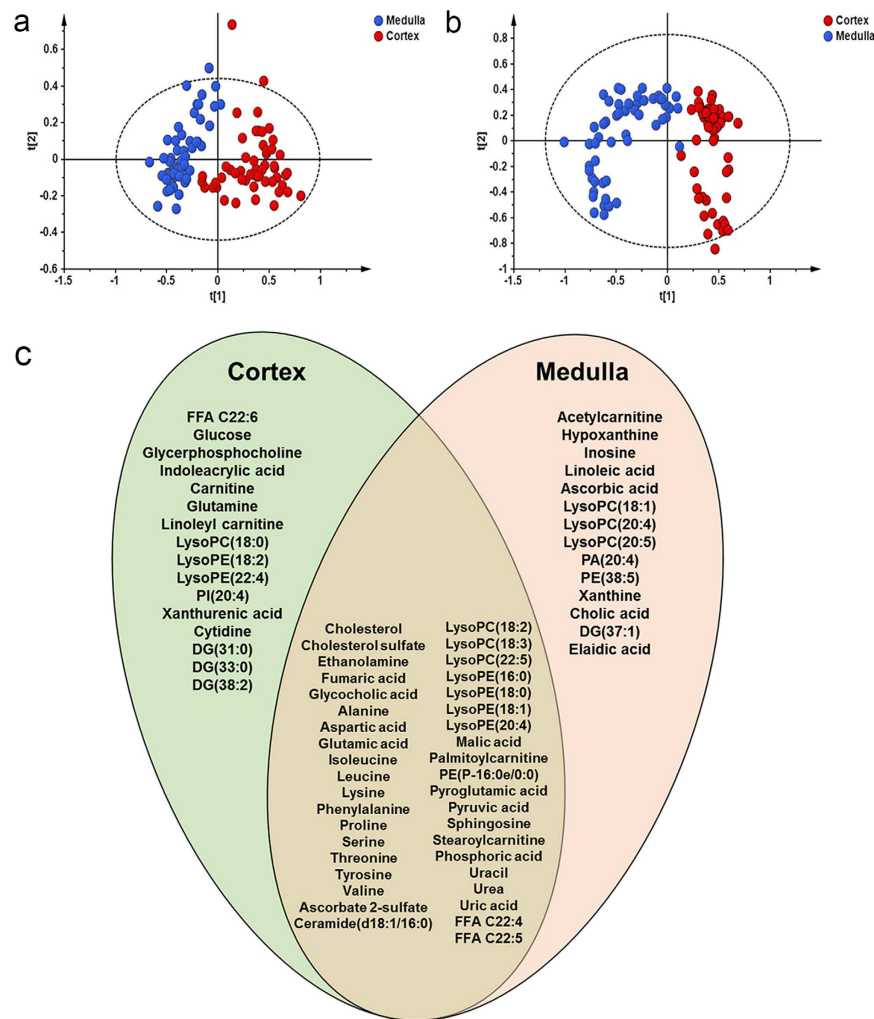 a
Medulla
Cortex
0.6
0.4
0.2
0
-0.2
-0.4
-0.6
t[2]
-1.5
-1
-0.5
0
0.5
1
t[1]
b
Cortex
Medulla
0.8
0.6
0.4
0.2
0
-0.2
-0.4
-0.6
-0.8
-1
t[2]
-1.5
-1
-0.5
0
0.5
1
t[1]
c
Cortex
FFA C22:6
Glucose
Glycerphosphocholine
Indoleacrylic acid
Carnitine
Glutamine
Linoleyl carnitine
LysoPC(18:0)
LysoPE(18:2)
LysoPE(22:4)
PI(20:4)
Xanthurenic acid
Cytidine
DG(31:0)
DG(33:0)
DG(38:2)
Cholesterol
Cholesterol sulfate
Ethanolamine
Fumaric acid
Glycocholic acid
Alanine
Aspartic acid
Glutamic acid
Isoleucine
Leucine
Lysine
Phenylalanine
Proline
Serine
Threonine
Tyrosine
Valine
Ascorbate 2-sulfate
Ceramide(d18:1/16:0)
LysoPC(18:2)
LysoPC(18:3)
LysoPC(22:5)
LysoPE(16:0)
LysoPE(18:0)
LysoPE(18:1)
LysoPE(20:4)
Malic acid
Palmitoylcarnitine
PE(P-16:0e/0:0)
Pyroglutamic acid
Pyruvic acid
Sphingosine
Stearoylcarnitine
Phosphoric acid
Uracil
Urea
Uric acid
FFA C22:4
FFA C22:5
Medulla
Acetylcarnitine
Hypoxanthine
Inosine
Linoleic acid
Ascorbic acid
LysoPC(18:1)
LysoPC(20:4)
LysoPC(20:5)
PA(20:4)
PE(38:5)
Xanthine
Cholic acid
DG(37:1)
Elaidic acid